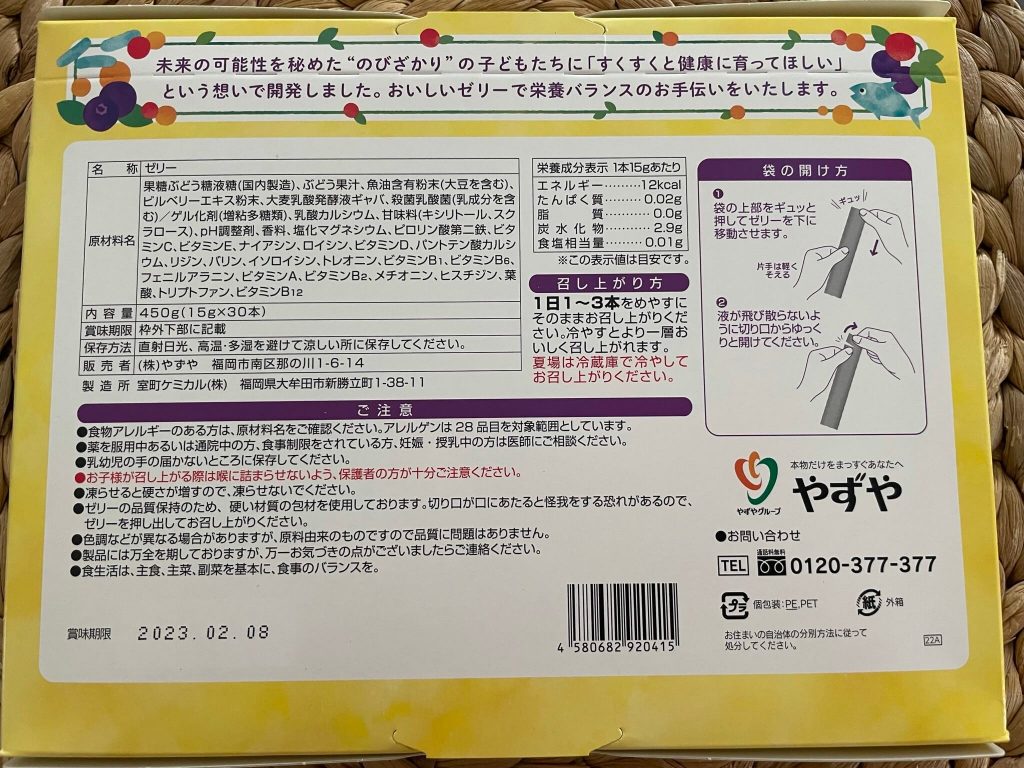 未来の可能性を秘めた“のびざかり”の子どもたちに「すくすくと健康に育ってほしい」
という想いで開発しました。おいしいゼリーで栄養バランスのお手伝いをいたします。
名 称 ゼリー
原材料名
果糖ぶどう糖液糖(国内製造)、ぶどう果汁、魚油含有粉末(大豆を含む)、
ビルベリーエキス粉末、大麦乳酸発酵液ギャバ、殺菌乳酸菌(乳成分を含
む)/ゲル化剤(増粘多糖類)、乳酸カルシウム、甘味料(キシリトール、スク
ラロース)、pH調整剤、香料、塩化マグネシウム、ピロリン酸第二鉄、ビタ
ミンC、ビタミンE、ナイアシン、ロイシン、ビタミンD、パントテン酸カルシ
ウム、リジン、バリン、イソロイシン、トレオニン、ビタミンB1、ビタミンB6、
フェニルアラニン、ビタミンA、ビタミンB2、メチオニン、ヒスチジン、葉
酸、トリプトファン、ビタミンB12
内 容 量 450g(15g×30本)
賞味期限 枠外下部に記載
保存方法 直射日光、高温・多湿を避けて涼しい所に保存してください。
販 売 者 (株)やずや 福岡市南区那の川1-6-14
製 造 所 室町ケミカル(株) 福岡県大牟田市新勝立町1-38-11
栄養成分表示 1本15gあたり
エネルギー………12kcal
たんぱく質………0.02g
脂 質………0.0g
炭水化物………2.9g
食塩相当量………0.01g
※この表示値は目安です。
召し上がり方
1日1〜3本をめやすに
そのままお召し上がりくだ
さい。冷やすとより一層お
いしく召し上がれます。
夏場は冷蔵庫で冷やして
お召し上がりください。
袋の開け方
1
袋の上部をギュッと
押してゼリーを下に
移動させます。
ギュッ
片手は軽く
そえる
2
液が飛び散らない
ように切り口からゆっく
りと開けてください。
ご注意
●食物アレルギーのある方は、原材料名をご確認ください。アレルゲンは28品目を対象範囲としています。
●薬を服用中あるいは通院中の方、食事制限をされている方、妊娠・授乳中の方は医師にご相談ください。
●乳幼児の手の届かないところに保存してください。
●お子様が召し上がる際は喉に詰まらせないよう、保護者の方が十分ご注意ください。
●凍らせると硬さが増すので、凍らせないでください。
●ゼリーの品質保持のため、硬い材質の包材を使用しております。切り口が口にあたると怪我をする恐れがあるので、
ゼリーを押し出してお召し上がりください。
●色調などが異なる場合がありますが、原料由来のものですので品質に問題はありません。
●製品には万全を期しておりますが、万一お気づきの点がございましたらご連絡ください。
●食生活は、主食、主菜、副菜を基本に、食事のバランスを。
やずやグループ
本物だけをまっすぐあなたへ
やずや
●お問い合わせ
TEL 通話料無料 0120-377-377
プラ 個包装:PE,PET 紙 外箱
お住まいの自治体の分別方法に従って
処分してください。
22A
賞味期限 2023.02.08
4 580682 920415